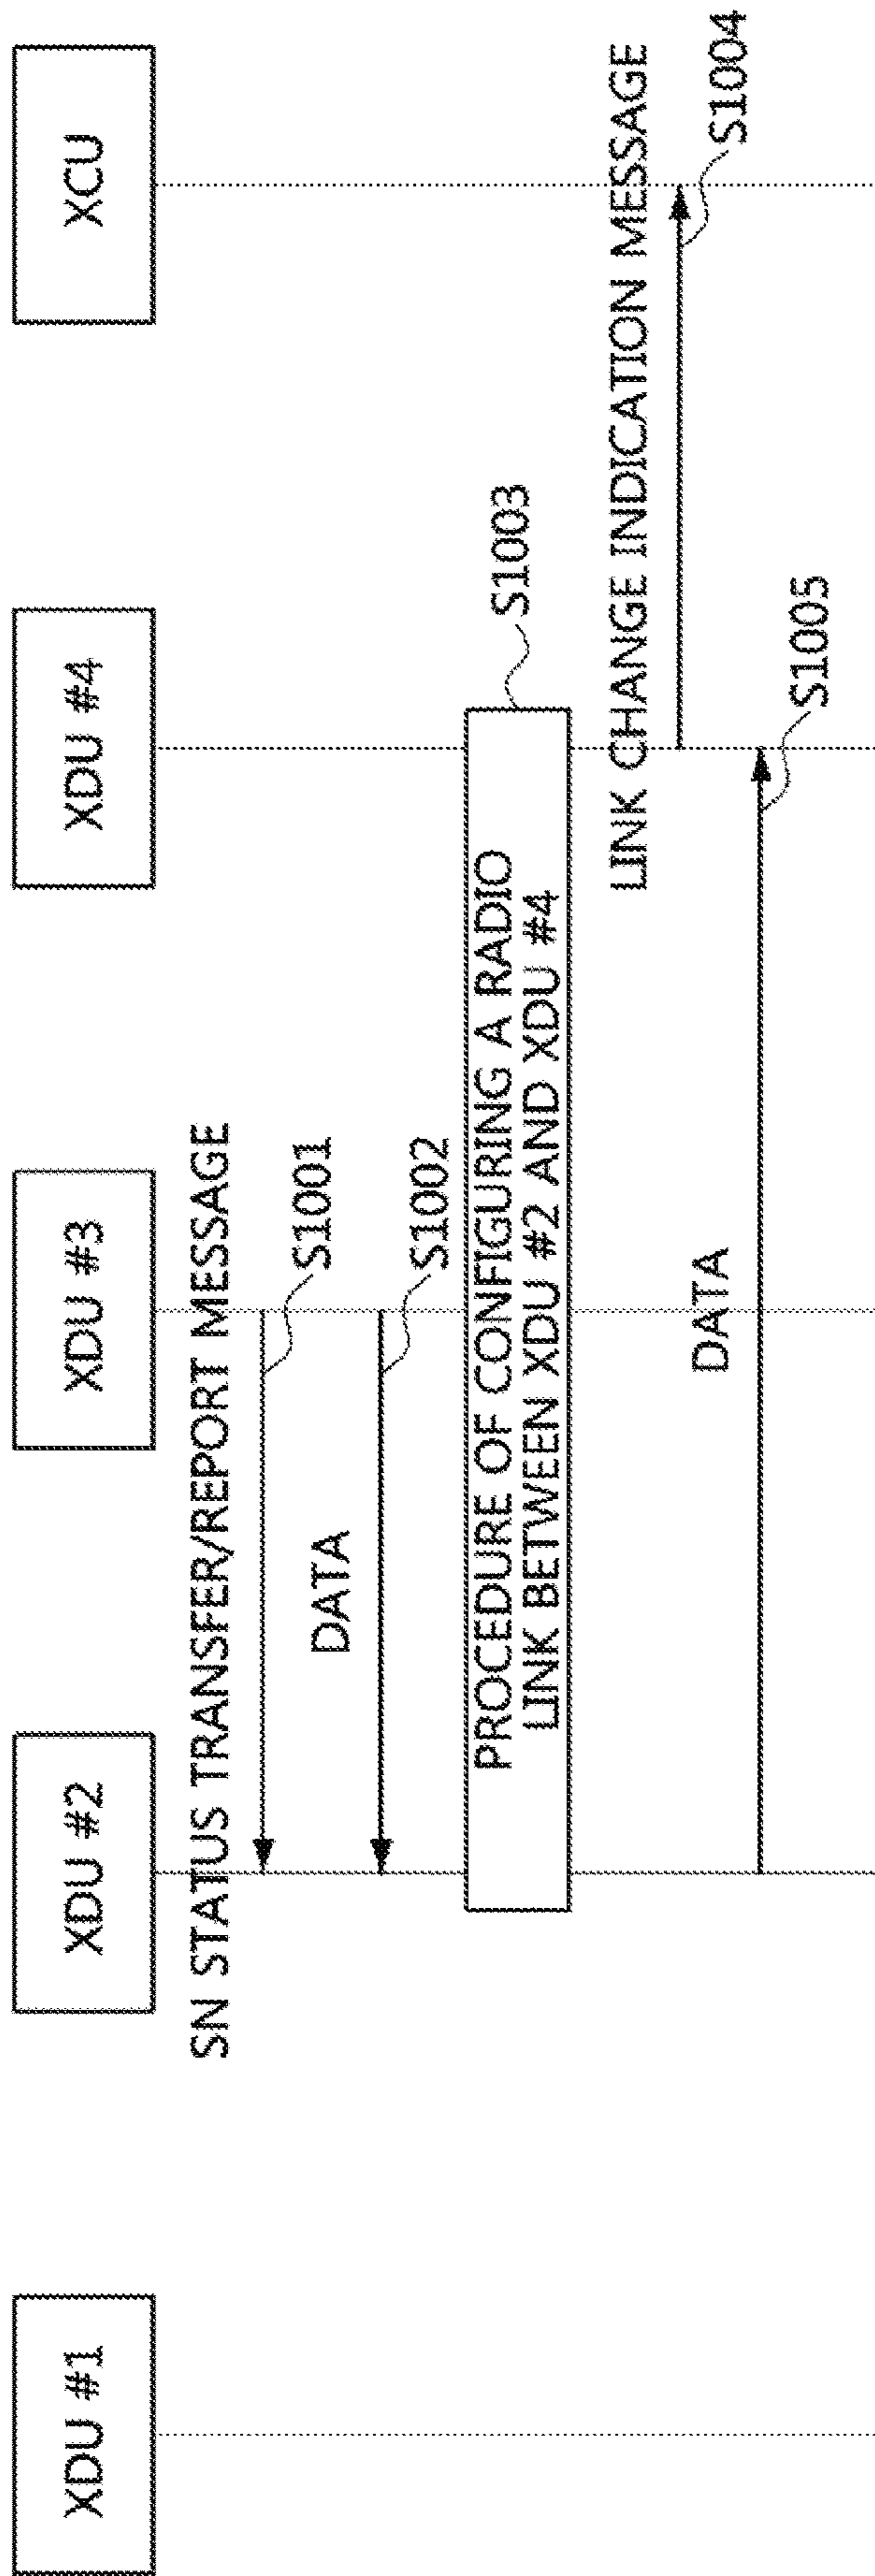 XDU #1
XDU #2
XDU #3
XDU #4
XCU
SN STATUS TRANSFER/REPORT MESSAGE
S1001
DATA
S1002
PROCEDURE OF CONFIGURING A RADIO
LINK BETWEEN XDU #2 AND XDU #4
S1003
LINK CHANGE INDICATION MESSAGE
S1004
DATA
S1005